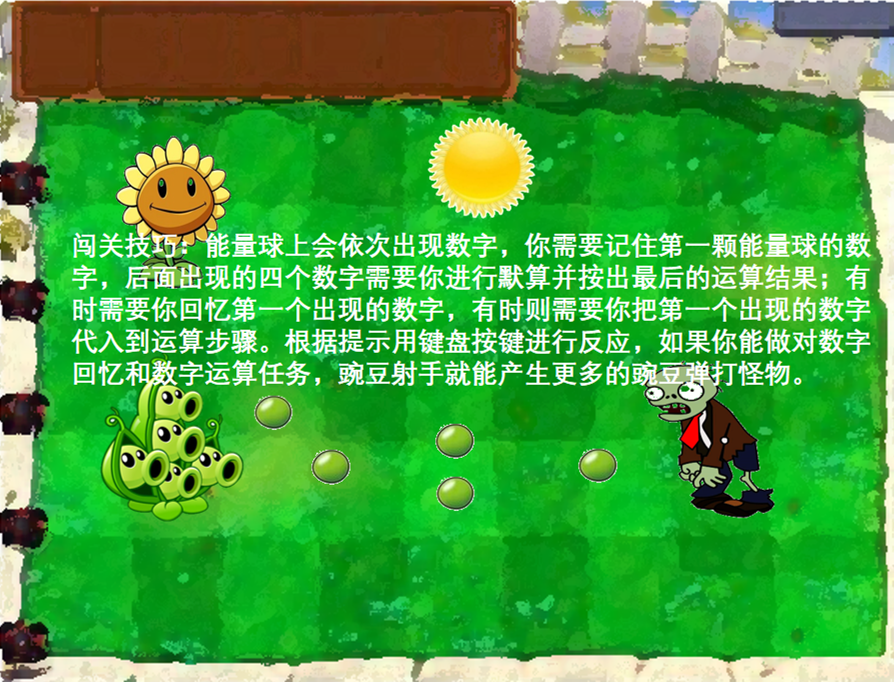 闯关技巧：能量球上会依次出现数字，你需要记住第一颗能量球的数
字，后面出现的四个数字需要你进行默算并按出最后的运算结果；有
时需要你回忆第一个出现的数字，有时则需要你把第一个出现的数字
代入到运算步骤。根据提示用键盘按键进行反应，如果你能做对数字
回忆和数字运算任务，豌豆射手就能产生更多的豌豆弹打怪物。